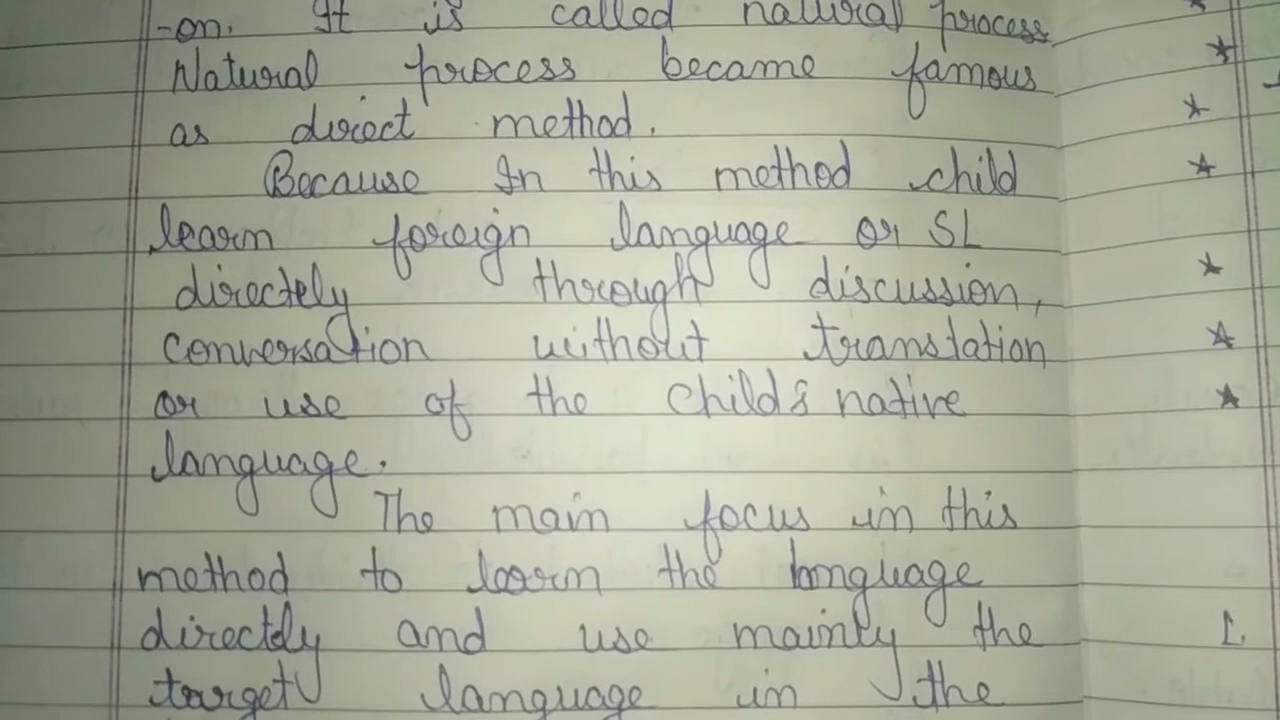 -on. It is called natural process
Natural process became famous
as direct method.
Because In this method child
learn foreign language or SL
directely through discussion,
conversation without translation
or use of the child's native
language.
The main focus in this
method to learn the language
directely and use mainly the
target language in the